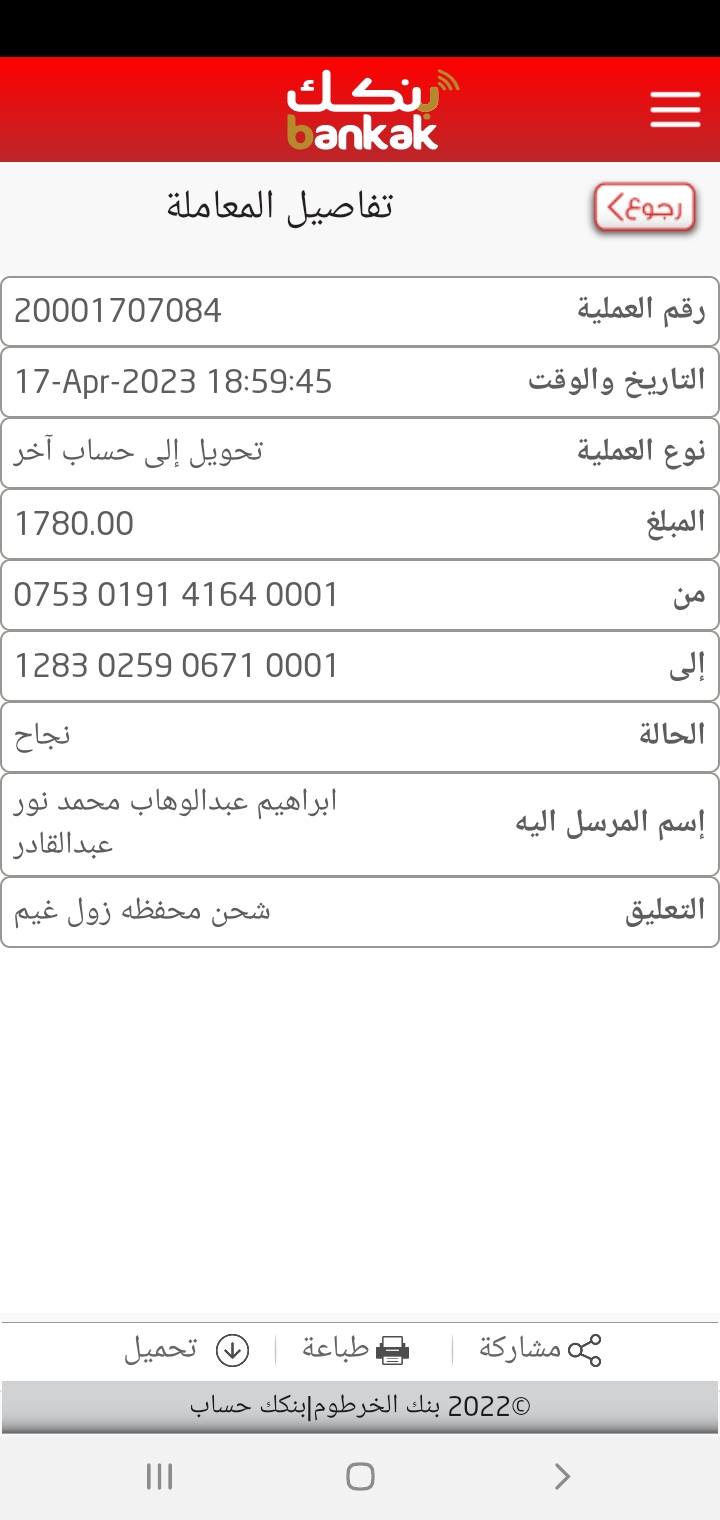 بنكك
bankak
رجوع
تفاصيل المعاملة
رقم العملية 20001707084
التاريخ والوقت 17-Apr-2023 18:59:45
نوع العملية تحويل إلى حساب آخر
المبلغ 1780.00
من 0753 0191 4164 0001
إلى 1283 0259 0671 0001
الحالة نجاح
إسم المرسل اليه ابراهيم عبدالوهاب محمد نور
عبدالقادر
التعليق شحن محفظه زول غيم
مشاركة طباعة تحميل
©2022 بنك الخرطوم|بنكك حساب